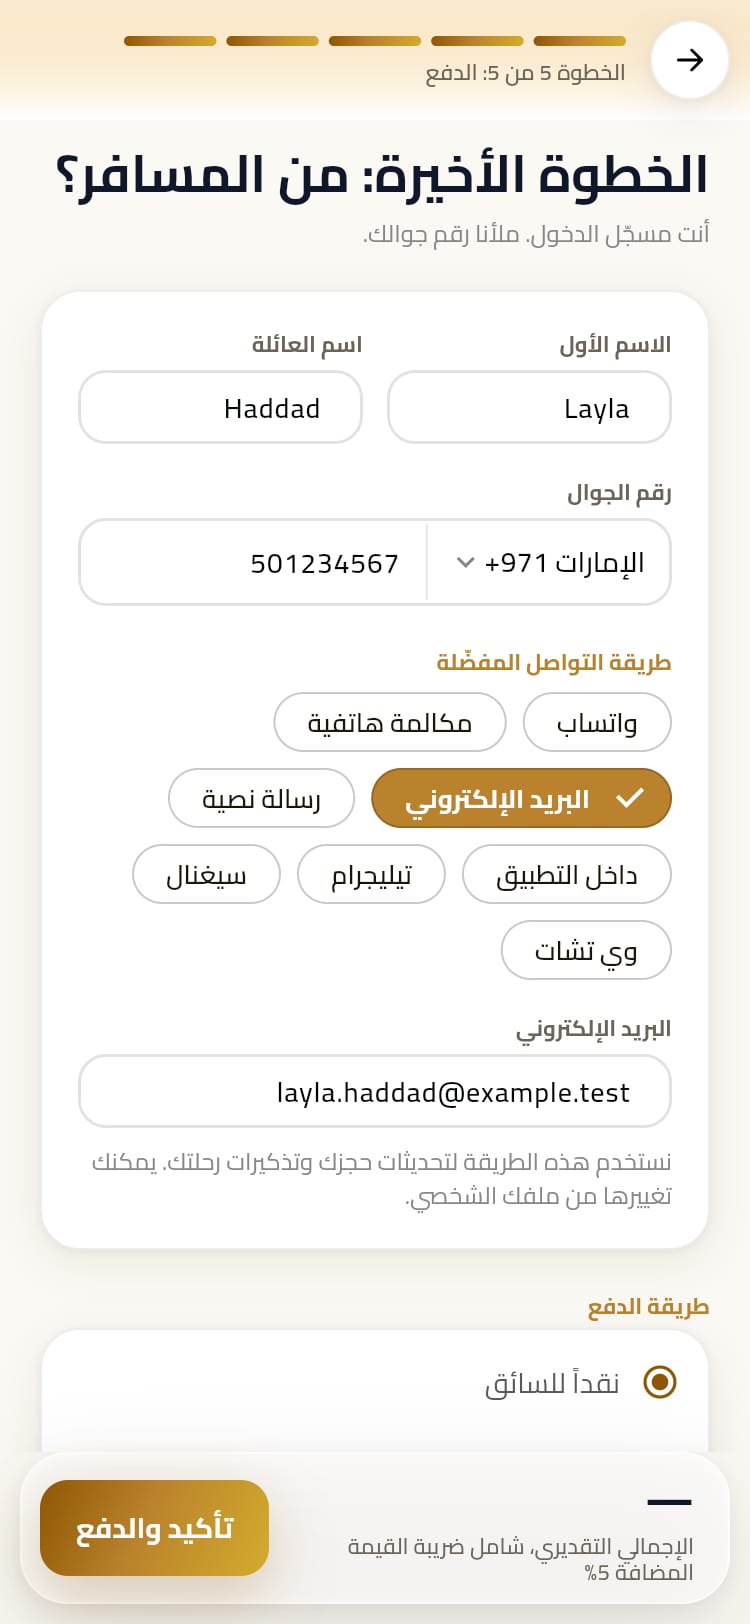 الخطوة 5 من 5: الدفع
الخطوة الأخيرة: من المسافر؟
أنت مسجّل الدخول. ملأنا رقم جوالك.
الاسم الأول
اسم العائلة
Layla
Haddad
رقم الجوال
الإمارات 971+
501234567
طريقة التواصل المفضّلة
واتساب
مكالمة هاتفية
البريد الإلكتروني
رسالة نصية
داخل التطبيق
تيليجرام
سيغنال
وي تشات
البريد الإلكتروني
layla.haddad@example.test
نستخدم هذه الطريقة لتحديثات حجزك وتذكيرات رحلتك. يمكنك
تغييرها من ملفك الشخصي.
طريقة الدفع
نقداً للسائق
—
الإجمالي التقديري، شامل ضريبة القيمة
المضافة 5%
تأكيد والدفع